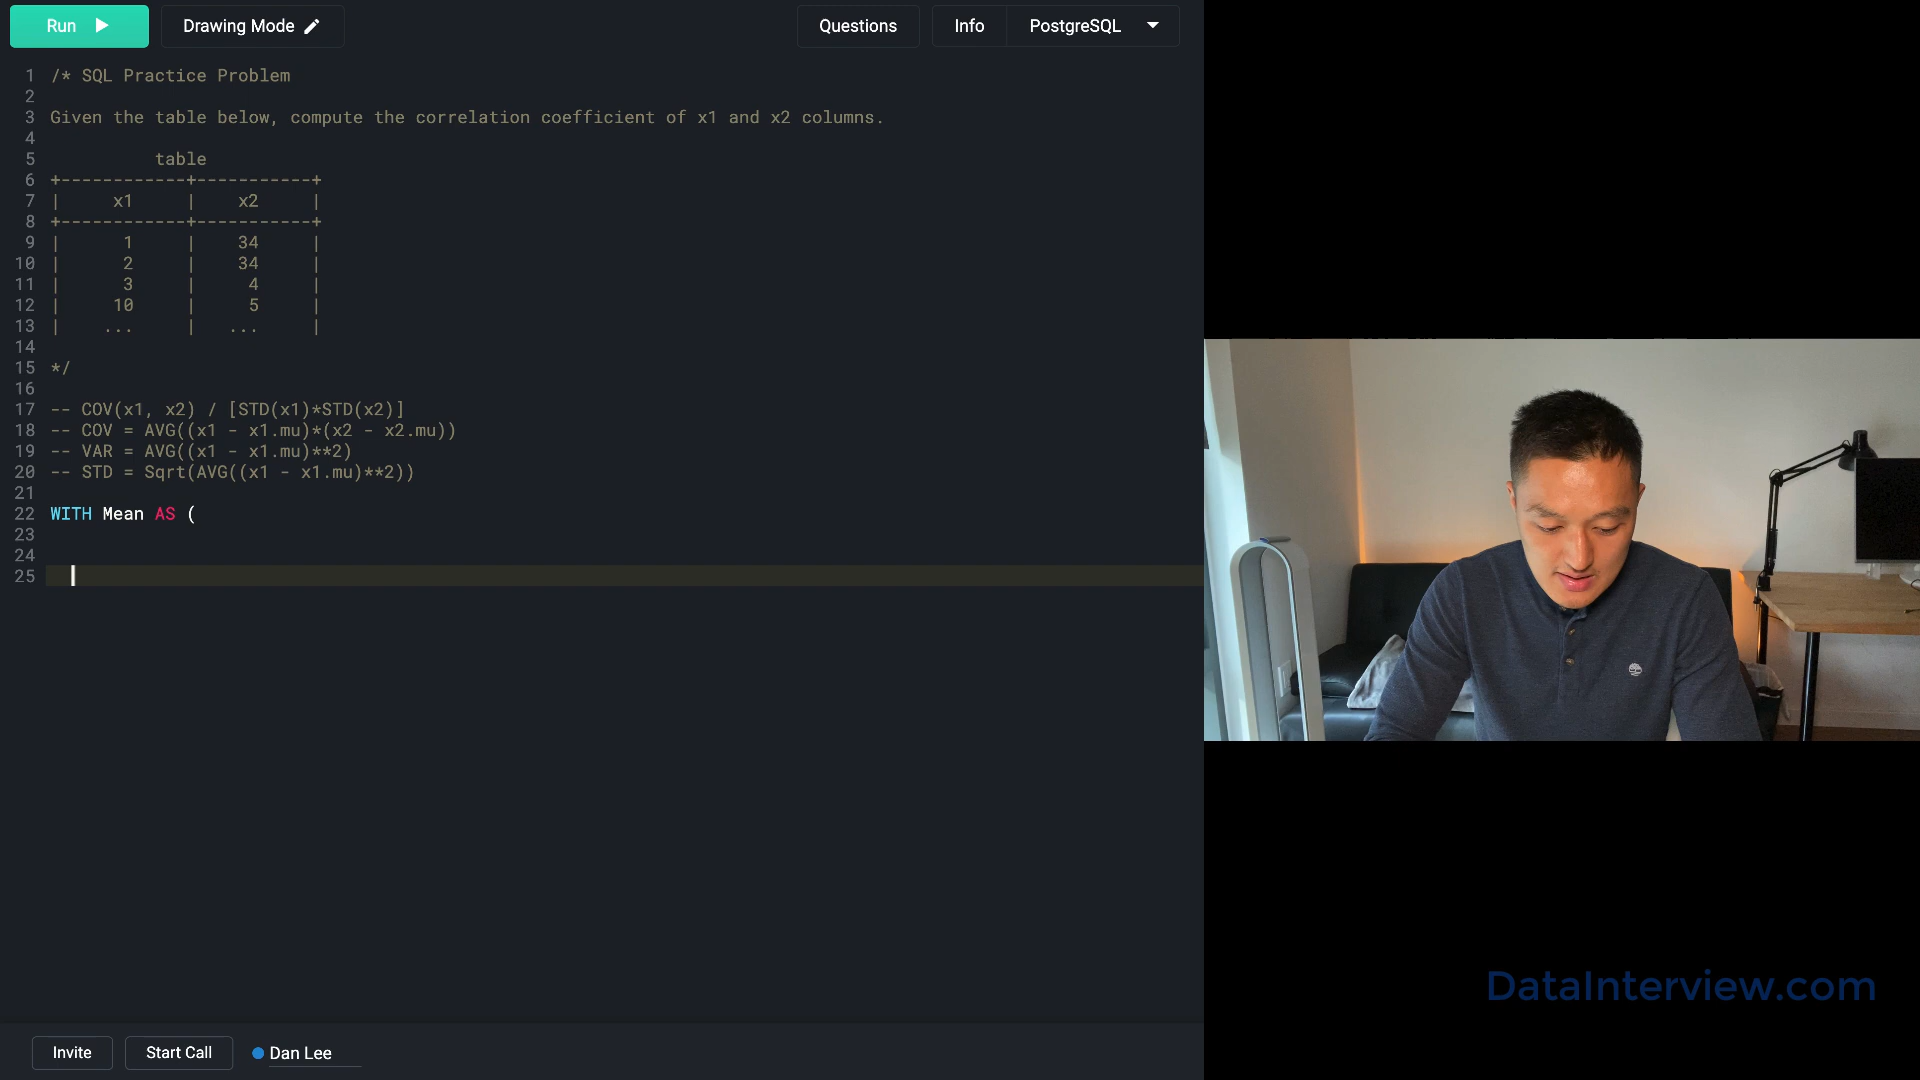 Run
Drawing Mode
Questions
Info
PostgreSQL
1 /* SQL Practice Problem
2
3 Given the table below, compute the correlation coefficient of x1 and x2 columns.
4
5 table
6 +------------+-----------+
7 | x1 | x2 |
8 +------------+-----------+
9 | 1 | 34 |
10 | 2 | 34 |
11 | 3 | 4 |
12 | 10 | 5 |
13 | ... | ... |
14
15 */
16
17 -- COV(x1, x2) / [STD(x1)*STD(x2)]
18 -- COV = AVG((x1 - x1.mu)*(x2 - x2.mu))
19 -- VAR = AVG((x1 - x1.mu)**2)
20 -- STD = Sqrt(AVG((x1 - x1.mu)**2))
21
22 WITH Mean AS (
23
24
25
DataInterview.com
Invite
Start Call
Dan Lee